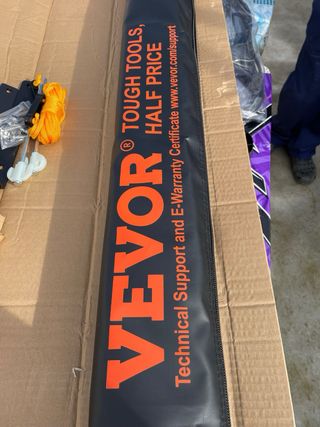 VEVOR® TOUGH TOOLS,
HALF PRICE
Technical Support and E-Warranty Certificate www.vevor.com/support